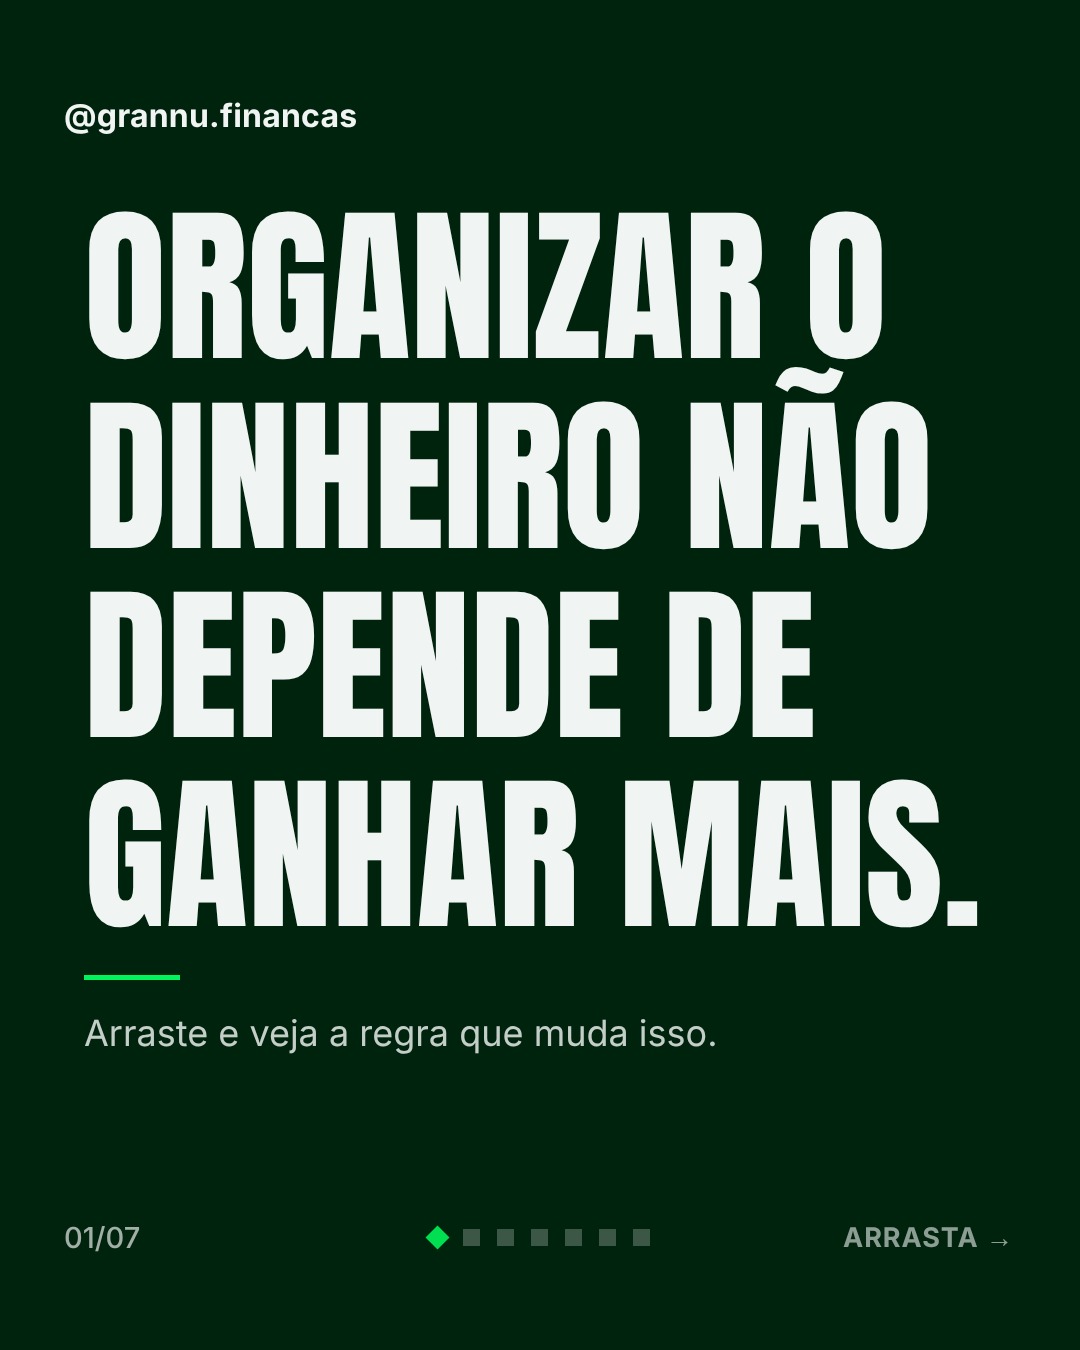 @grannu.financas
ORGANIZAR O
DINHEIRO NÃO
DEPENDE DE
GANHAR MAIS.
Arraste e veja a regra que muda isso.
01/07
ARRASTA →